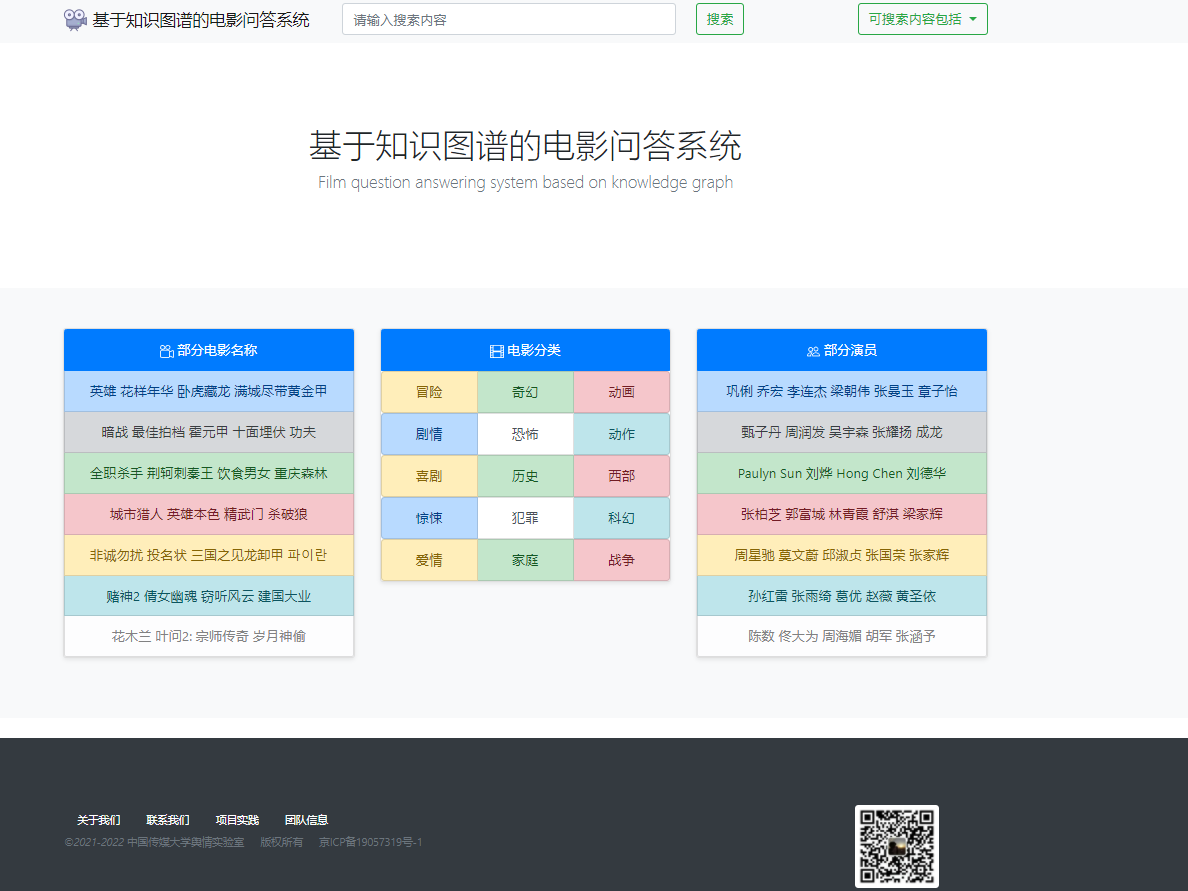 基于知识图谱的电影问答系统
请输入搜索内容
搜索
可搜索内容包括
基于知识图谱的电影问答系统
Film question answering system based on knowledge graph
部分电影名称
英雄 花样年华 卧虎藏龙 满城尽带黄金甲
暗战 最佳拍档 霍元甲 十面埋伏 功夫
全职杀手 荆轲刺秦王 饮食男女 重庆森林
城市猎人 英雄本色 精武门 杀破狼
非诚勿扰 投名状 三国之见龙卸甲 파이란
赌神2 倩女幽魂 窃听风云 建国大业
花木兰 叶问2: 宗师传奇 岁月神偷
电影分类
冒险 奇幻 动画
剧情 恐怖 动作
喜剧 历史 西部
惊悚 犯罪 科幻
爱情 家庭 战争
部分演员
巩俐 乔宏 李连杰 梁朝伟 张曼玉 章子怡
甄子丹 周润发 吴宇森 张耀扬 成龙
Paulyn Sun 刘烨 Hong Chen 刘德华
张柏芝 郭富城 林青霞 舒淇 梁家辉
周星驰 莫文蔚 邱淑贞 张国荣 张家辉
孙红雷 张雨绮 葛优 赵薇 黄圣依
陈数 佟大为 周海媚 胡军 张涵予
关于我们 联系我们 项目实践 团队信息
©2021-2022 中国传媒大学舆情实验室 版权所有 京ICP备19057319号-1